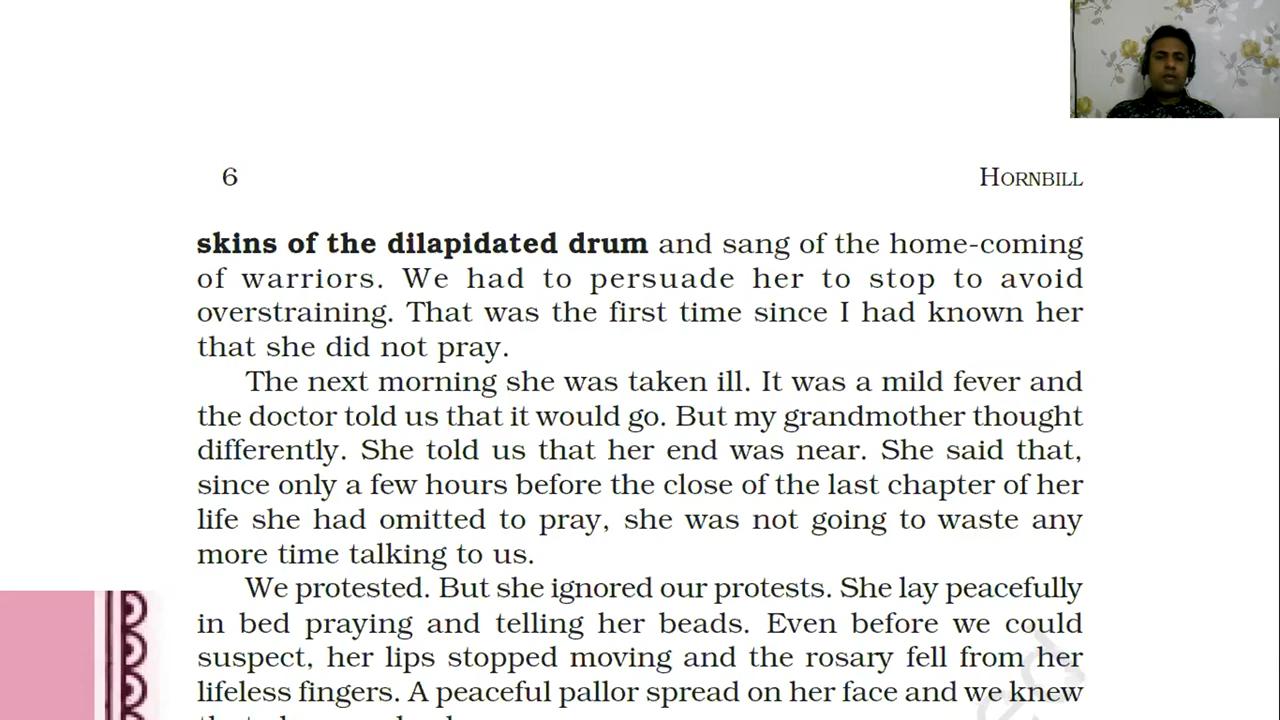 6
HORNBILL
skins of the dilapidated drum and sang of the home-coming
of warriors. We had to persuade her to stop to avoid
overstraining. That was the first time since I had known her
that she did not pray.
The next morning she was taken ill. It was a mild fever and
the doctor told us that it would go. But my grandmother thought
differently. She told us that her end was near. She said that,
since only a few hours before the close of the last chapter of her
life she had omitted to pray, she was not going to waste any
more time talking to us.
We protested. But she ignored our protests. She lay peacefully
in bed praying and telling her beads. Even before we could
suspect, her lips stopped moving and the rosary fell from her
lifeless fingers. A peaceful pallor spread on her face and we knew